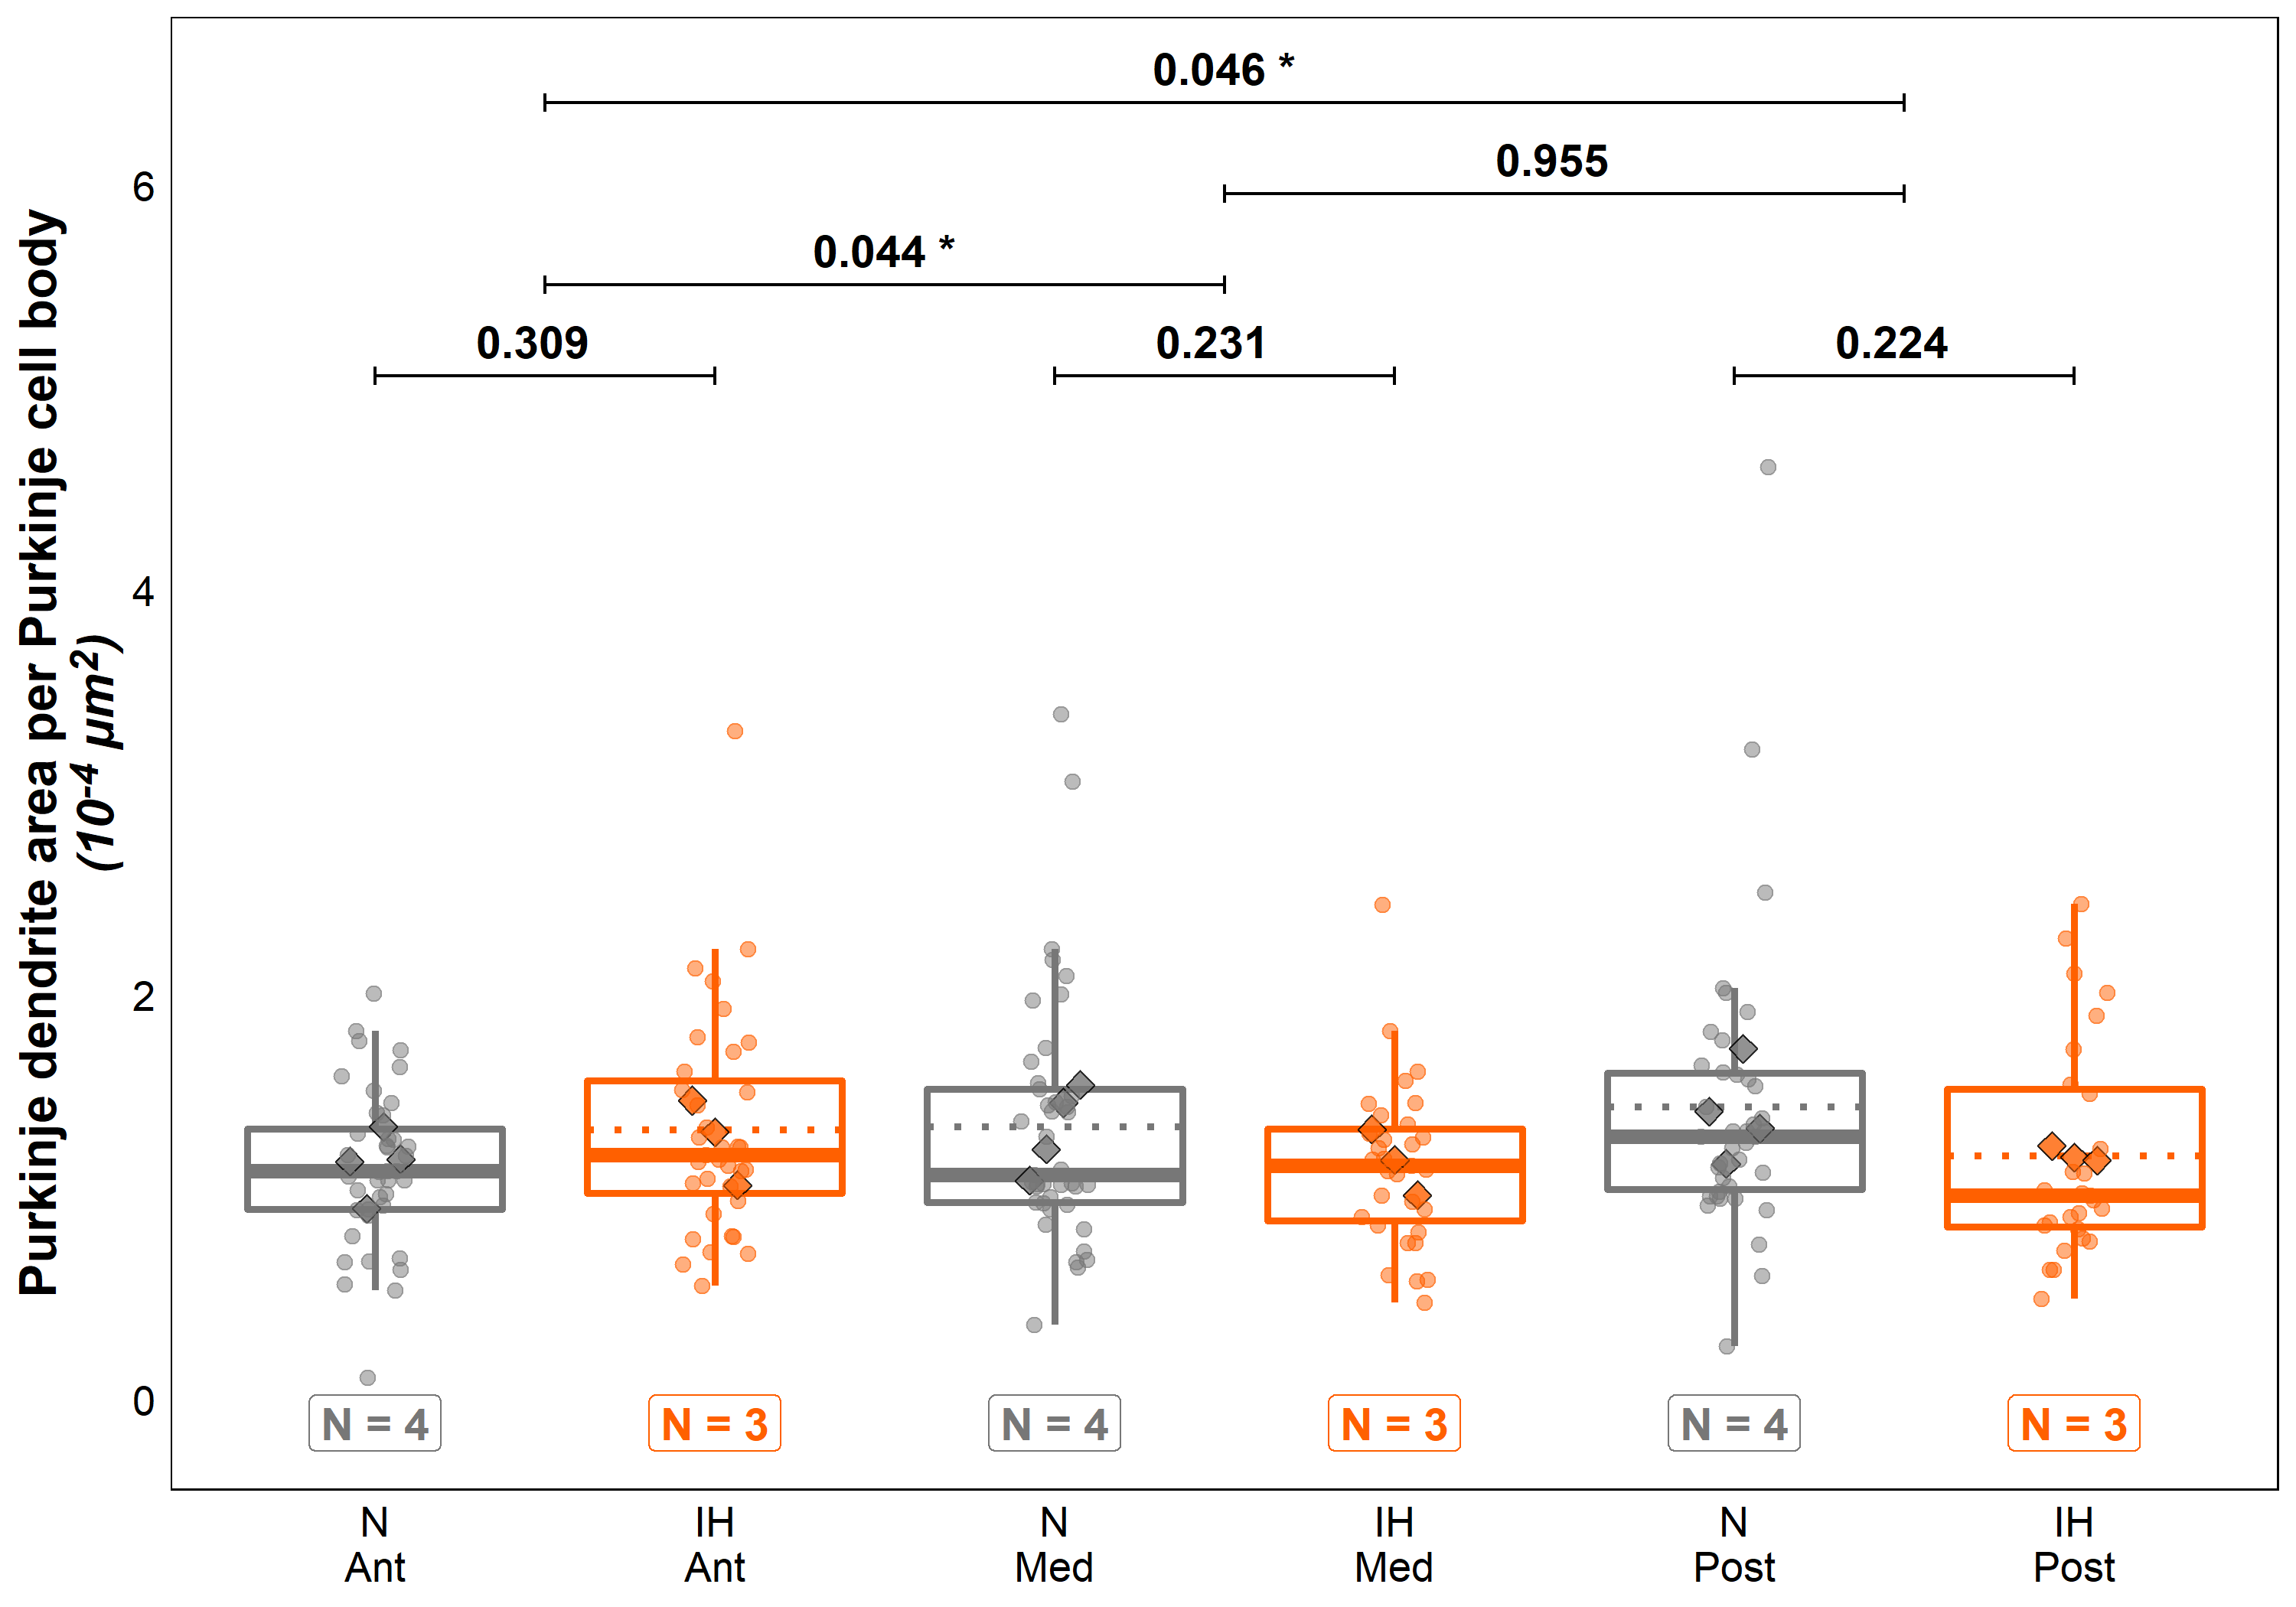 Purkinje dendrite area per Purkinje cell body
(10⁻⁴ µm²)
0.046 *
0.955
0.044 *
0.309
0.231
0.224
6
4
2
0
N = 4
N = 3
N = 4
N = 3
N = 4
N = 3
N
Ant
IH
Ant
N
Med
IH
Med
N
Post
IH
Post